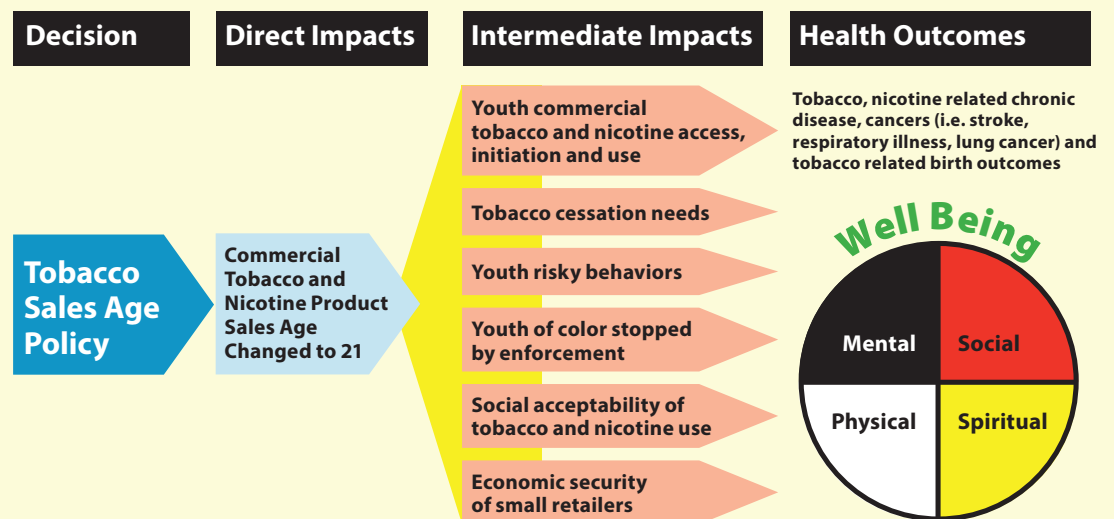 Decision
Direct Impacts
Intermediate Impacts
Health Outcomes
Tobacco
Sales Age
Policy
Commercial
Tobacco and
Nicotine Product
Sales Age
Changed to 21
Youth commercial
tobacco and nicotine access,
initiation and use
Tobacco cessation needs
Youth risky behaviors
Youth of color stopped
by enforcement
Social acceptability of
tobacco and nicotine use
Economic security
of small retailers
Tobacco, nicotine related chronic
disease, cancers (i.e. stroke,
respiratory illness, lung cancer) and
tobacco related birth outcomes
Well Being
Mental
Social
Physical
Spiritual